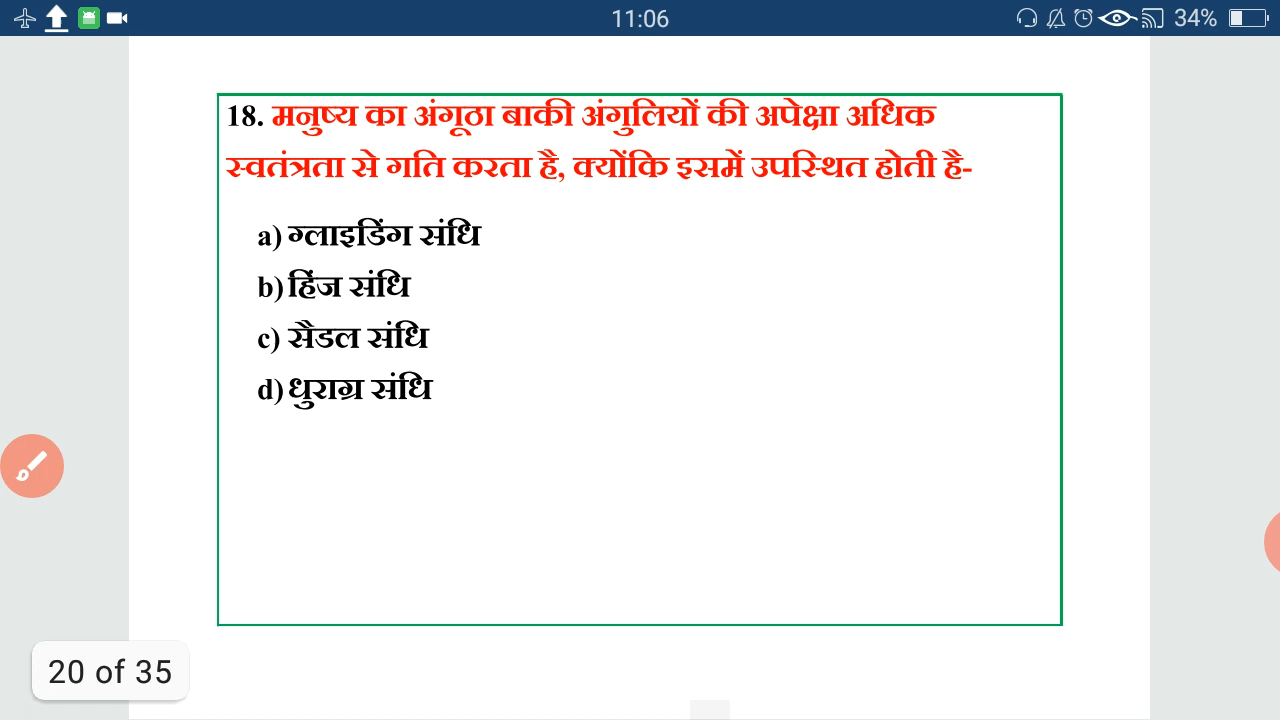 11:06
34%
18. मनुष्य का अंगूठा बाकी अंगुलियों की अपेक्षा अधिक
स्वतंत्रता से गति करता है, क्योंकि इसमें उपस्थित होती है-
a) ग्लाइडिंग संधि
b) हिंज संधि
c) सैडल संधि
d) धुराग्र संधि
20 of 35